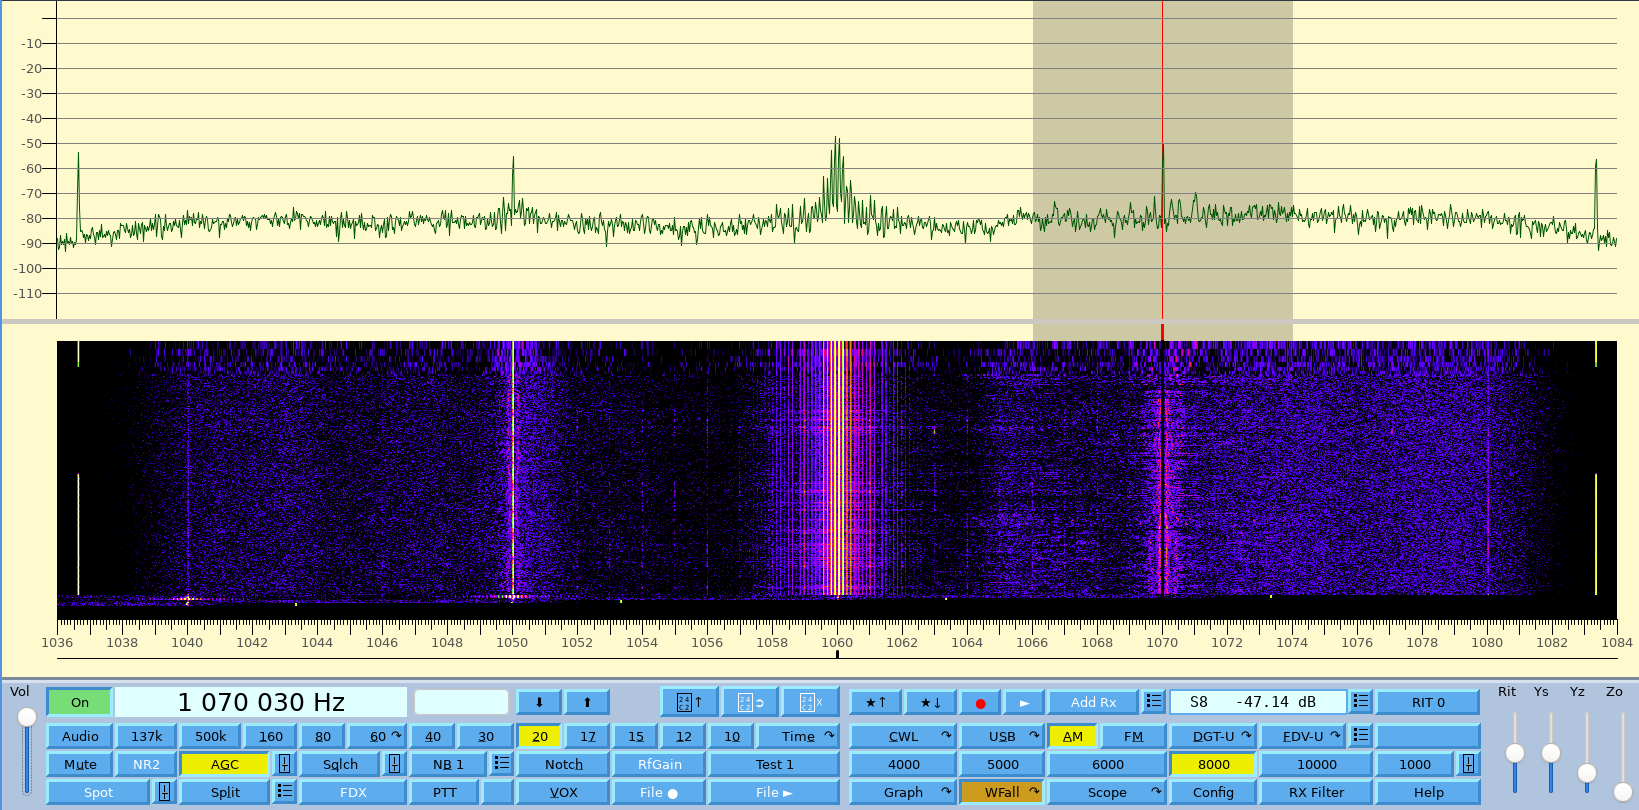 -10
-20
-30
-40
-50
-60
-70
-80
-90
-100
-110
1036 1038 1040 1042 1044 1046 1048 1050 1052 1054 1056 1058 1060 1062 1064 1066 1068 1070 1072 1074 1076 1078 1080 1082 1084
Vol On 1 070 030 Hz ⬇ ⬆ ↑ ★↑ ★↓ ● ► Add Rx S8 -47.14 dB RIT 0 Rit Ys Yz Zo
Audio 137k 500k 160 80 60 ↷ 40 30 20 17 15 12 10 Time ↷ CWL ↷ USB ↷ AM FM DGT-U ↷ FDV-U ↷
Mute NR2 AGC Sqlch NB 1 Notch RfGain Test 1 4000 5000 6000 8000 10000 1000
Spot Split FDX PTT VOX File ● File ► Graph ↷ WFall ↷ Scope ↷ Config RX Filter Help